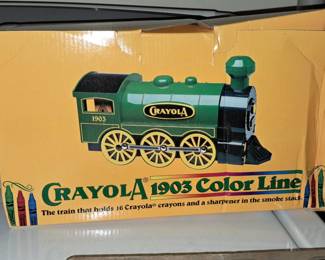 CRAYOLA
1903
CRAYOLA® 1903 COLOR LINE
The train that holds 16 Crayola® crayons and a sharpener in the smoke stack.